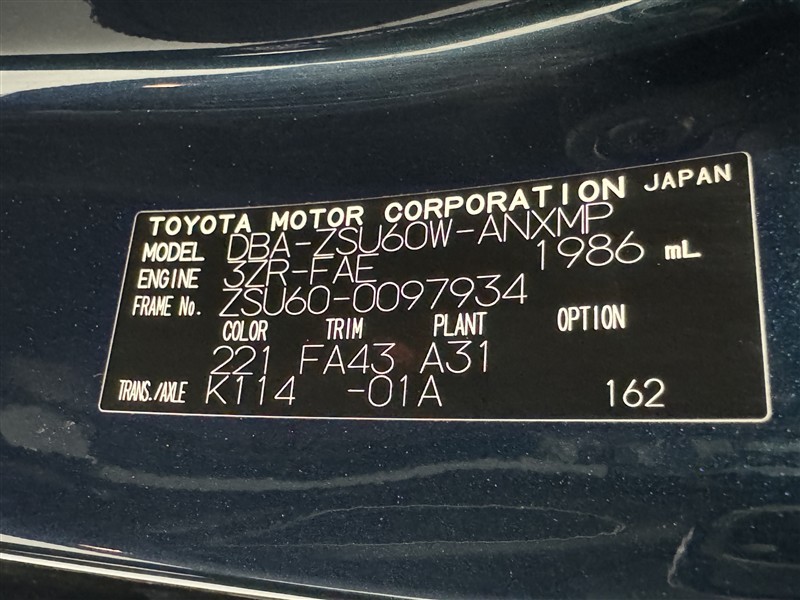 TOYOTA MOTOR CORPORATION JAPAN
MODEL DBA-ZSU60W-ANXMP
ENGINE 3ZR-FAE 1986 mL
FRAME No. ZSU60-0097934
COLOR TRIM PLANT OPTION
221 FA43 A31
TRANS./AXLE K114 -01A 162